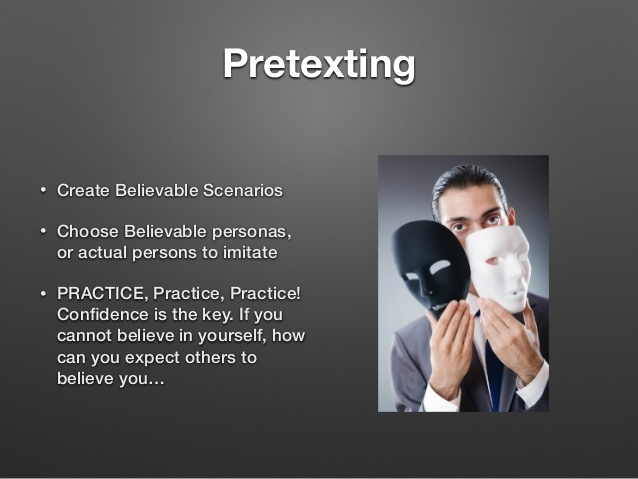 Pretexting
• Create Believable Scenarios
• Choose Believable personas,
or actual persons to imitate
• PRACTICE, Practice, Practice!
Confidence is the key. If you
cannot believe in yourself, how
can you expect others to
believe you…